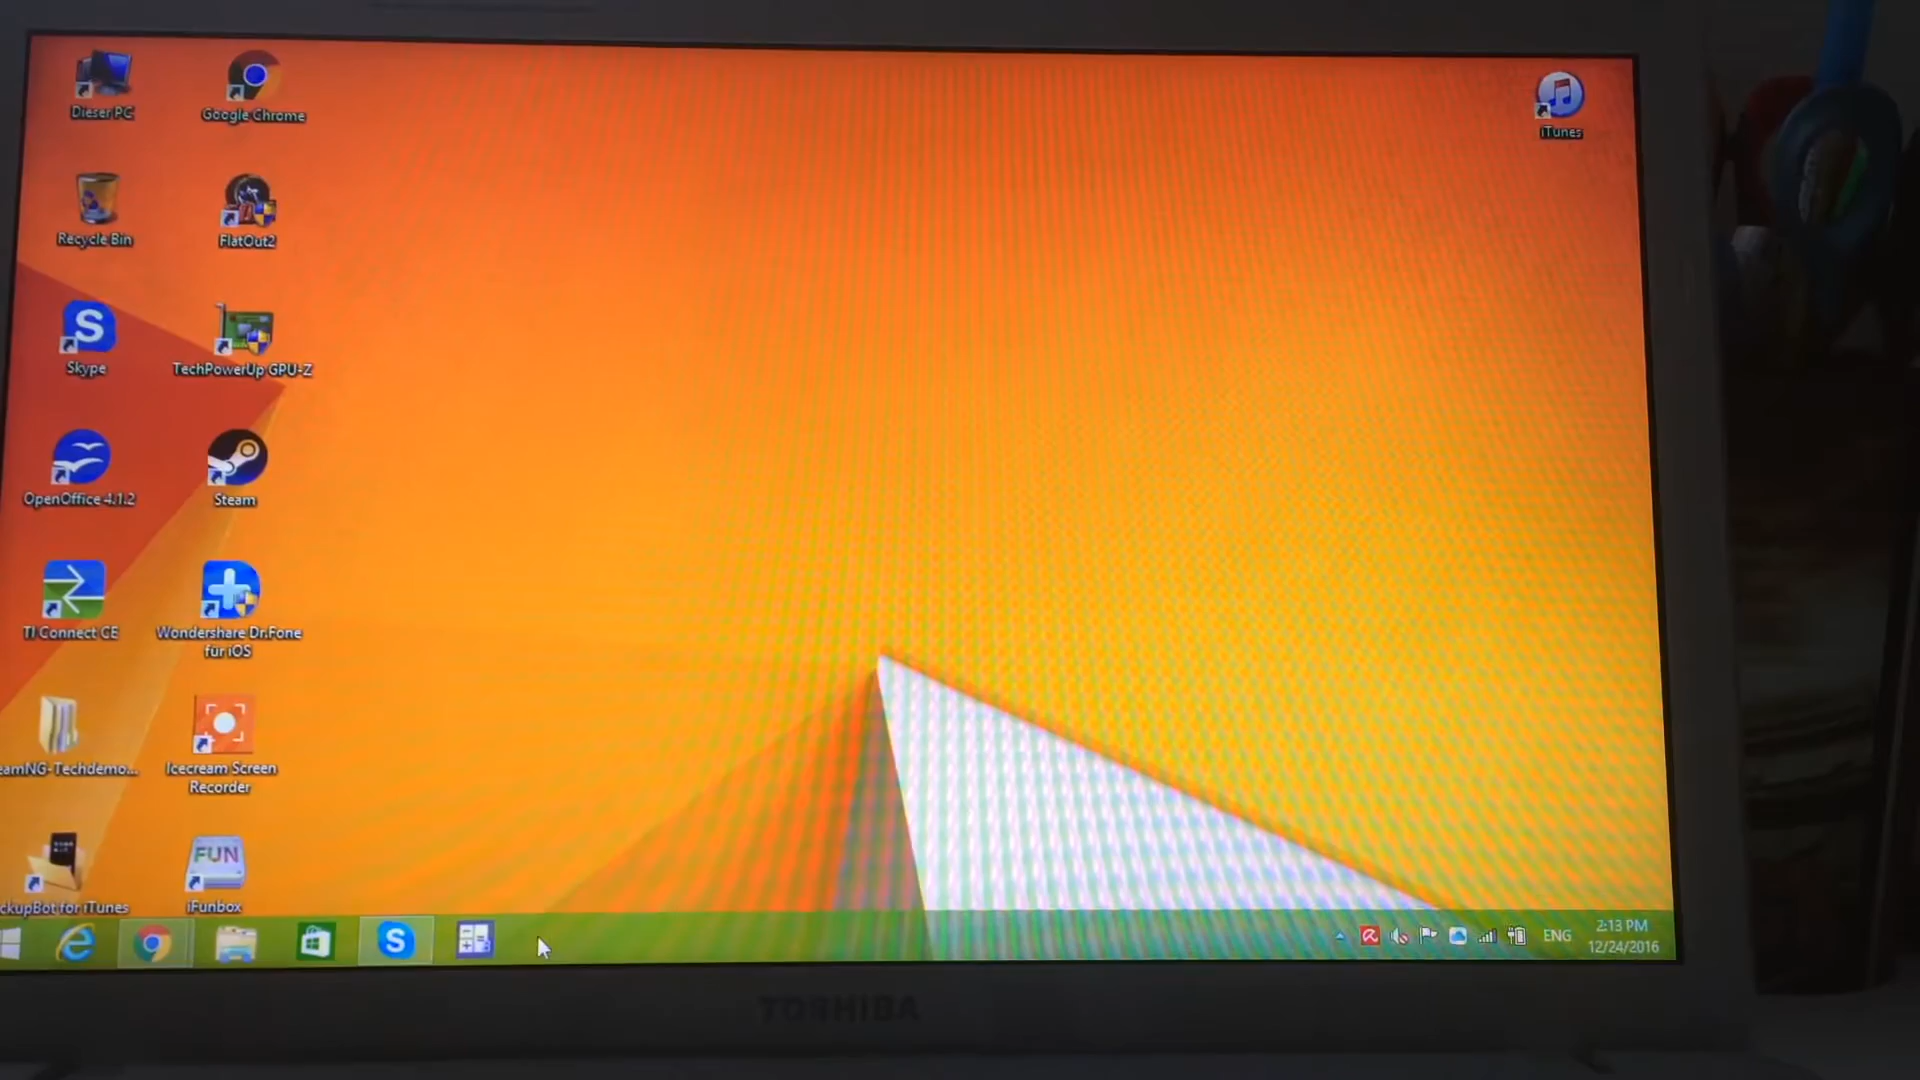 Dieser PC
Google Chrome
iTunes
Recycle Bin
FlatOut2
S
Skype
TechPowerUp GPU-Z
OpenOffice 4.1.2
Steam
TI Connect CE
Wondershare Dr.Fone
für iOS
eamNG-Techdemo...
Icecream Screen
Recorder
FUN
ckupBot for iTunes
iFunbox
S
ENG
2:13 PM
12/24/2016
TOSHIBA